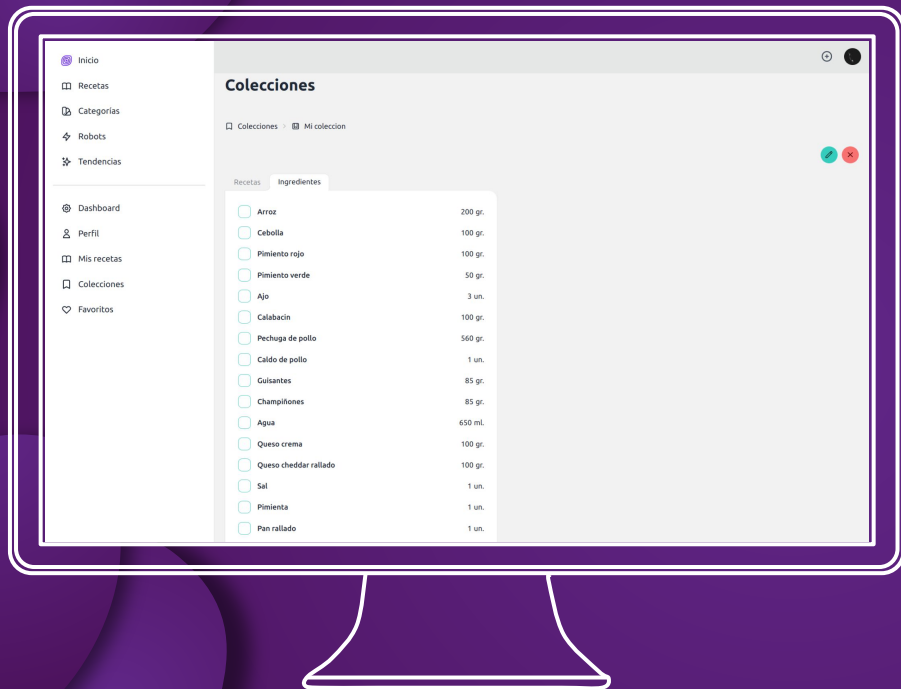 Inicio
Recetas
Categorías
Robots
Tendencias
Dashboard
Perfil
Mis recetas
Colecciones
Favoritos
Colecciones
Colecciones > Mi coleccion
Recetas Ingredientes
Arroz 200 gr.
Cebolla 100 gr.
Pimiento rojo 100 gr.
Pimiento verde 50 gr.
Ajo 3 un.
Calabacin 100 gr.
Pechuga de pollo 560 gr.
Caldo de pollo 1 un.
Guisantes 85 gr.
Champiñones 85 gr.
Agua 650 ml.
Queso crema 100 gr.
Queso cheddar rallado 100 gr.
Sal 1 un.
Pimienta 1 un.
Pan rallado 1 un.